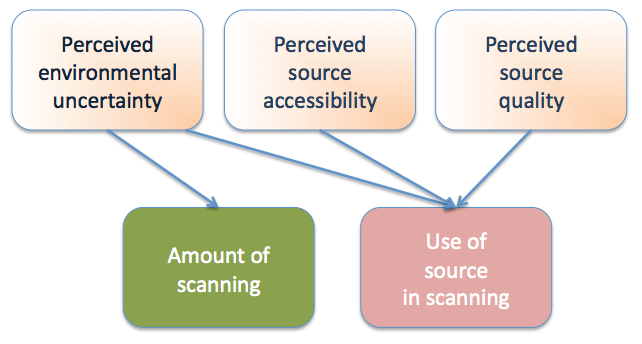 Perceived
environmental
uncertainty
Perceived
source
accessibility
Perceived
source
quality
Amount of
scanning
Use of
source
in scanning